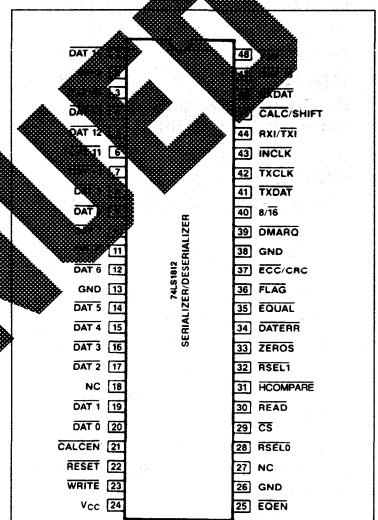 UED
DAT 1
48
3
RXDAT
CALC/SHIFT
DAT 12
44 RXI/TXI
DAT 11 6
43 INCLK
7
42 TXCLK
41 TXDAT
DAT
40 8/16
39 DMARQ
11
38 GND
DAT 6 12
37 ECC/CRC
GND 13
36 FLAG
DAT 5 14
35 EQUAL
DAT 4 15
34 DATERR
DAT 3 16
33 ZEROS
DAT 2 17
32 RSEL1
NC 18
31 HCOMPARE
DAT 1 19
30 READ
DAT 0 20
29 CS
CALCEN 21
28 RSEL0
RESET 22
27 NC
WRITE 23
26 GND
VCC 24
25 EQEN
74LS1812
SERIALIZER/DESERIALIZER